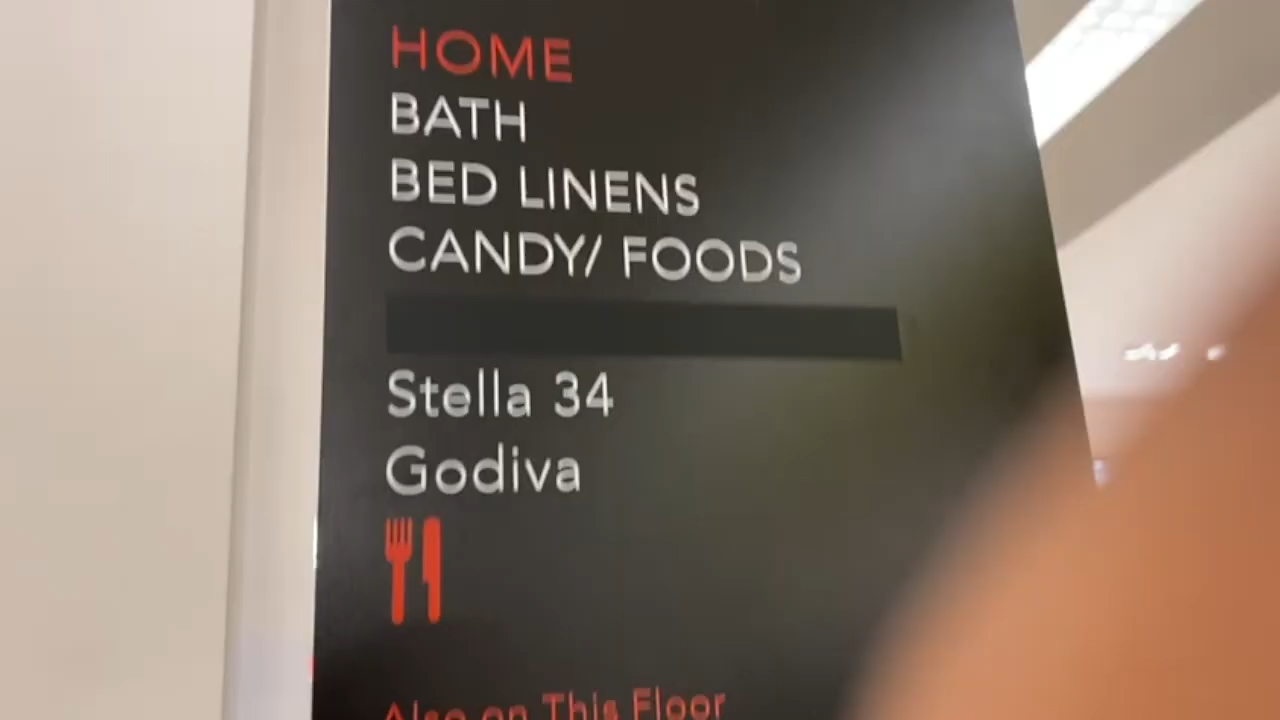 HOME
BATH
BED LINENS
CANDY/ FOODS
Stella 34
Godiva
Also on This Floor